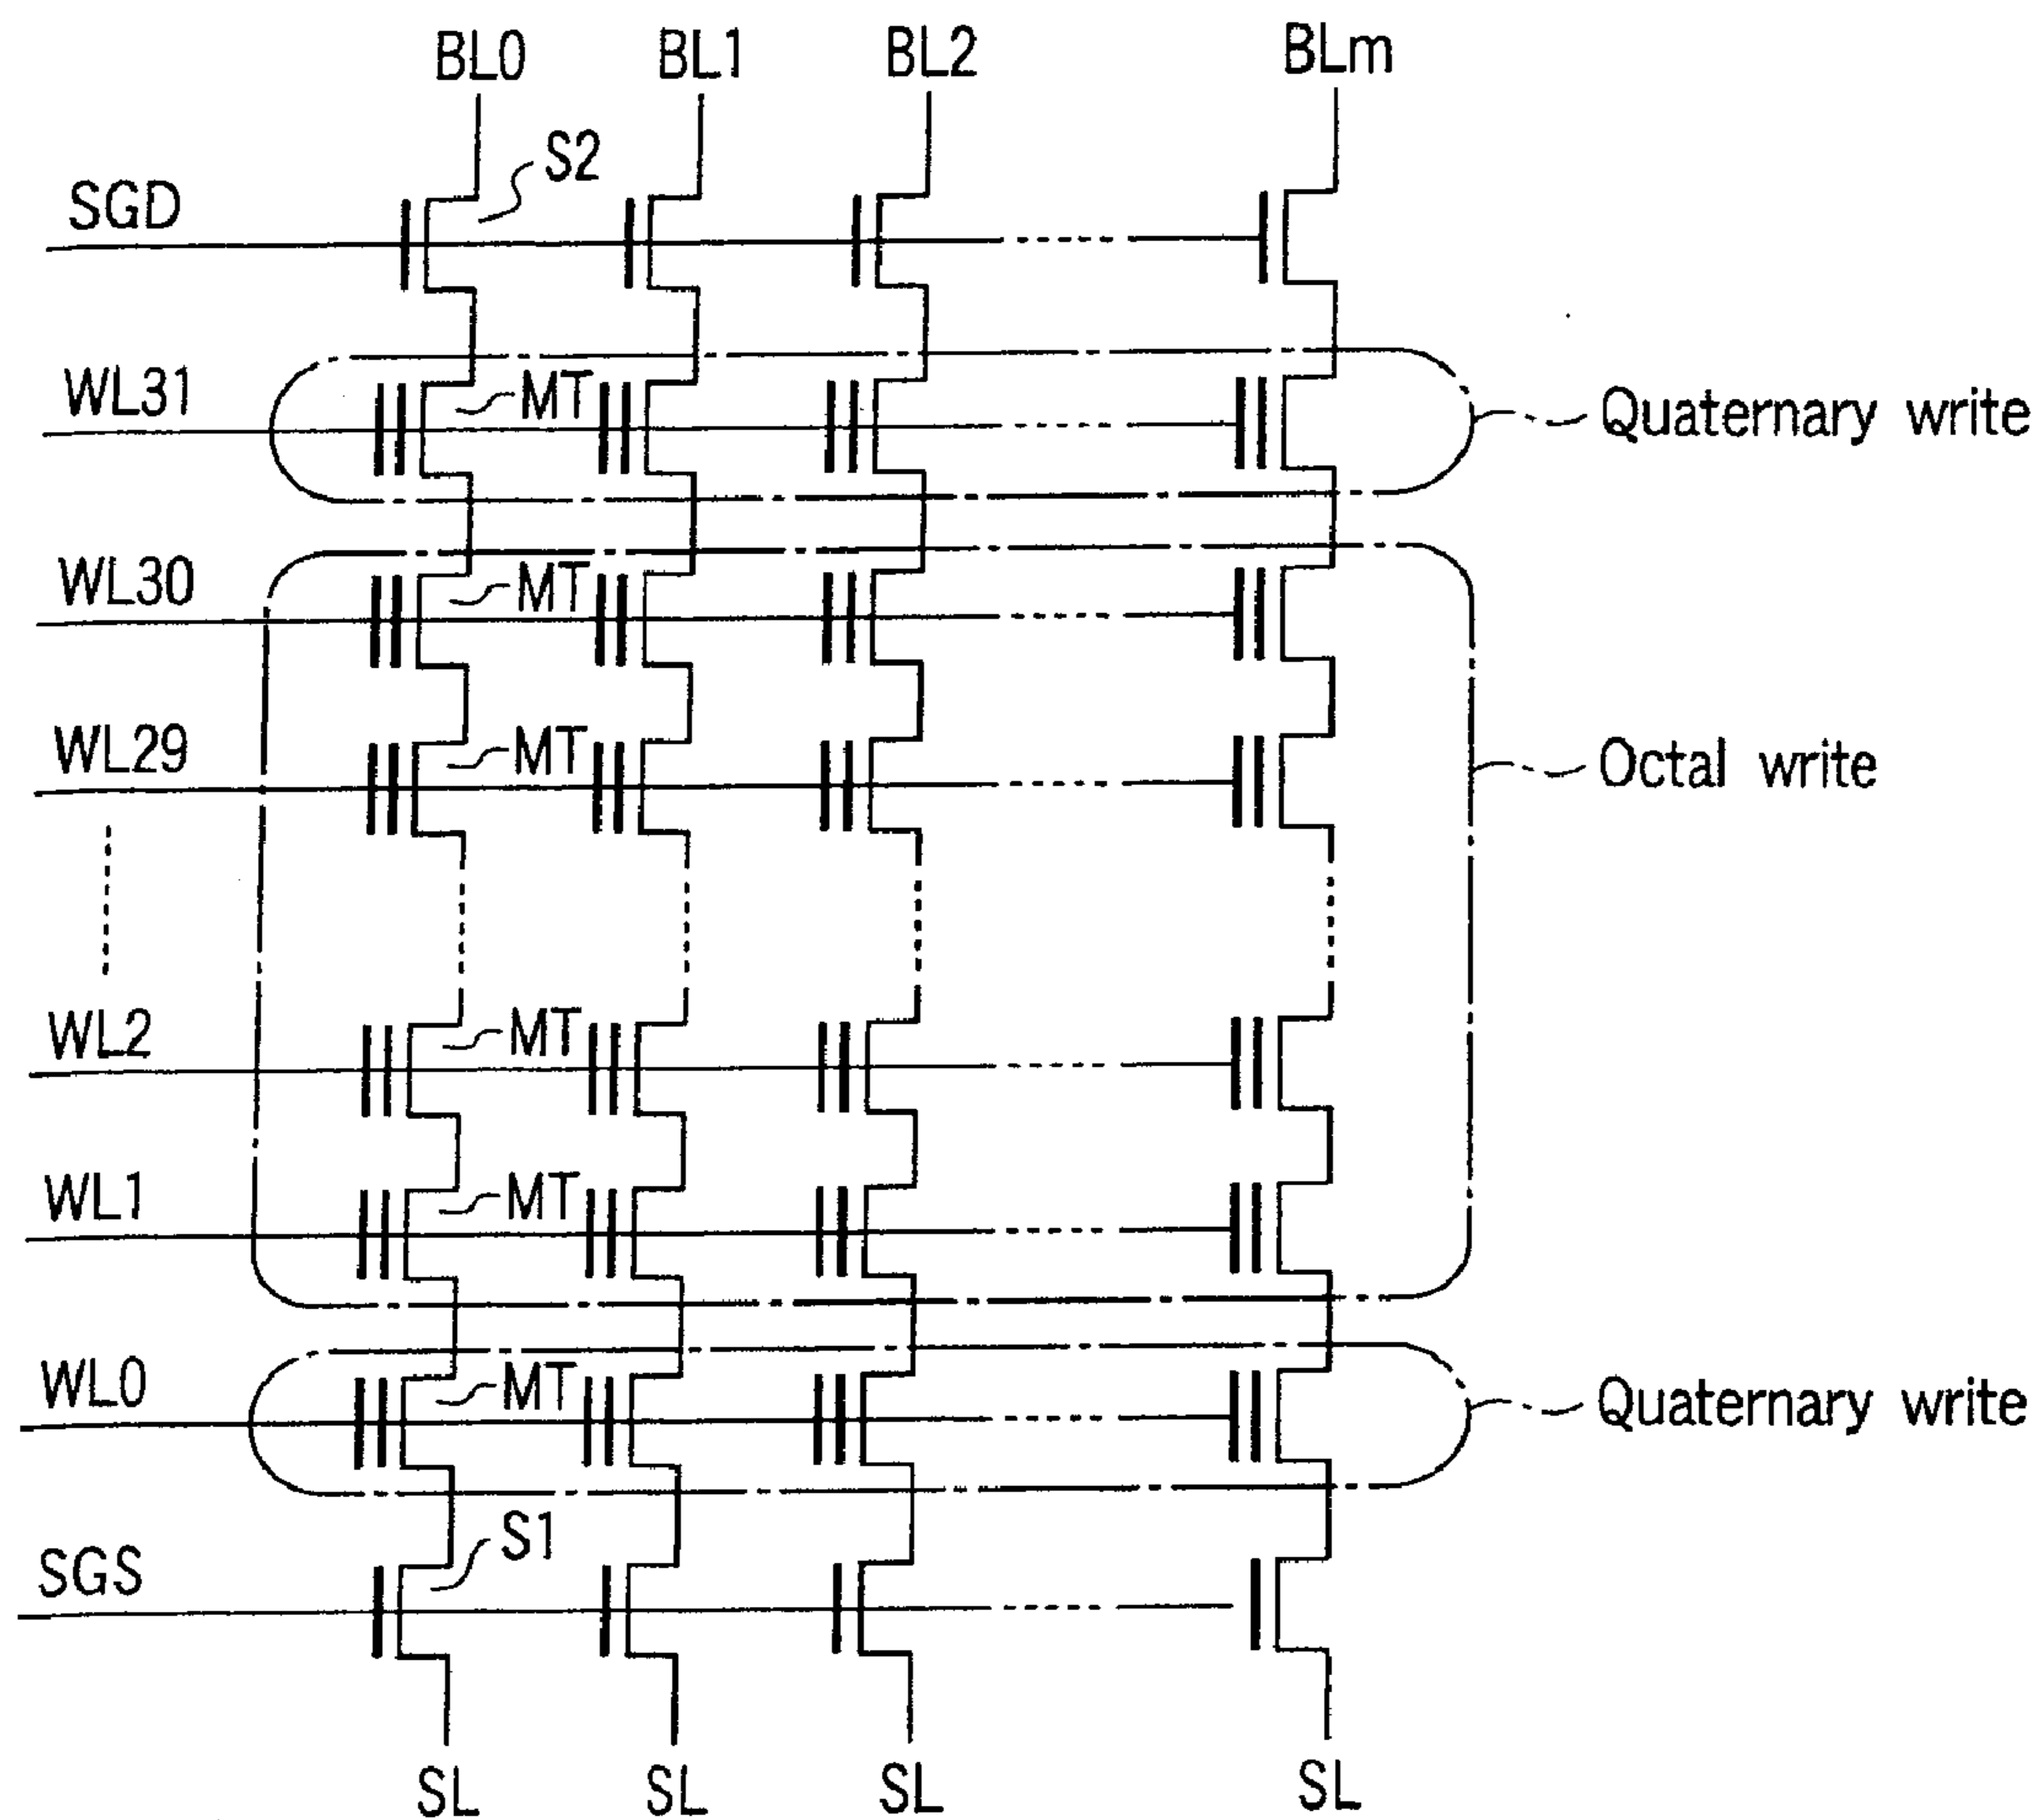 BL0 BL1 BL2 BLm
S2
SGD
WL31 MT Quaternary write
WL30 MT
WL29 MT Octal write
WL2 MT
WL1 MT
WL0 MT Quaternary write
S1
SGS
SL SL SL SL